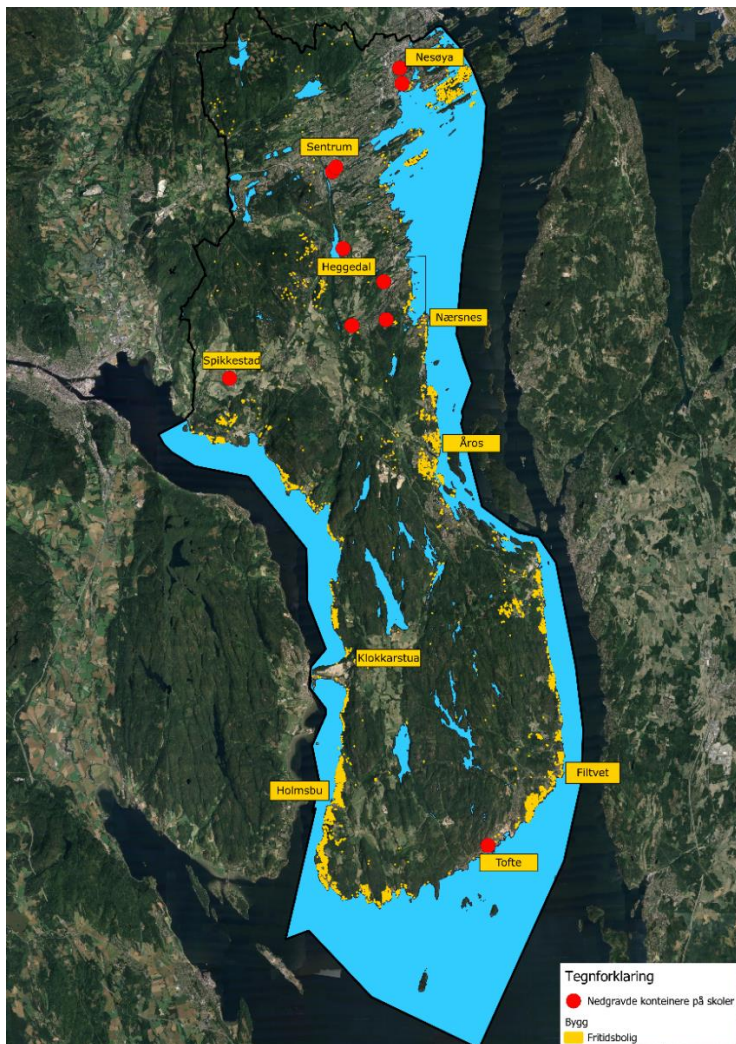 Nesøya
Sentrum
Heggedal
Nærsnes
Spikkestad
Åros
Klokkarstua
Filtvet
Holmsbu
Tofte
Tegnforklaring
Nedgravde konteinere på skoler
Bygg
Fritidsbolig